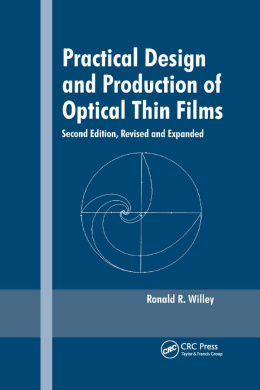 Practical Design
and Production of
Optical Thin Films
Second Edition, Revised and Expanded
Ronald R. Willey
CRC
CRC Press
Taylor & Francis Group